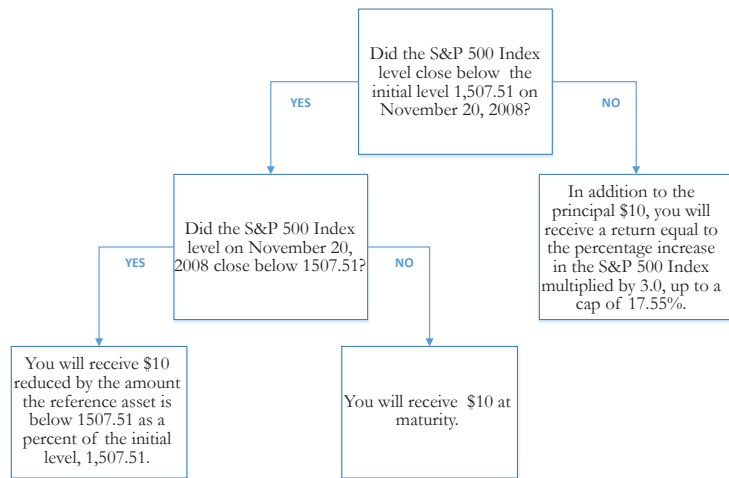 Did the S&P 500 Index
level close below the
initial level 1,507.51 on
November 20, 2008?
YES
NO
Did the S&P 500 Index
level on November 20,
2008 close below 1507.51?
In addition to the
principal $10, you will
receive a return equal to
the percentage increase
in the S&P 500 Index
multiplied by 3.0, up to a
cap of 17.55%.
YES
NO
You will receive $10
reduced by the amount
the reference asset is
below 1507.51 as a
percent of the initial
level, 1,507.51.
You will receive $10 at
maturity.